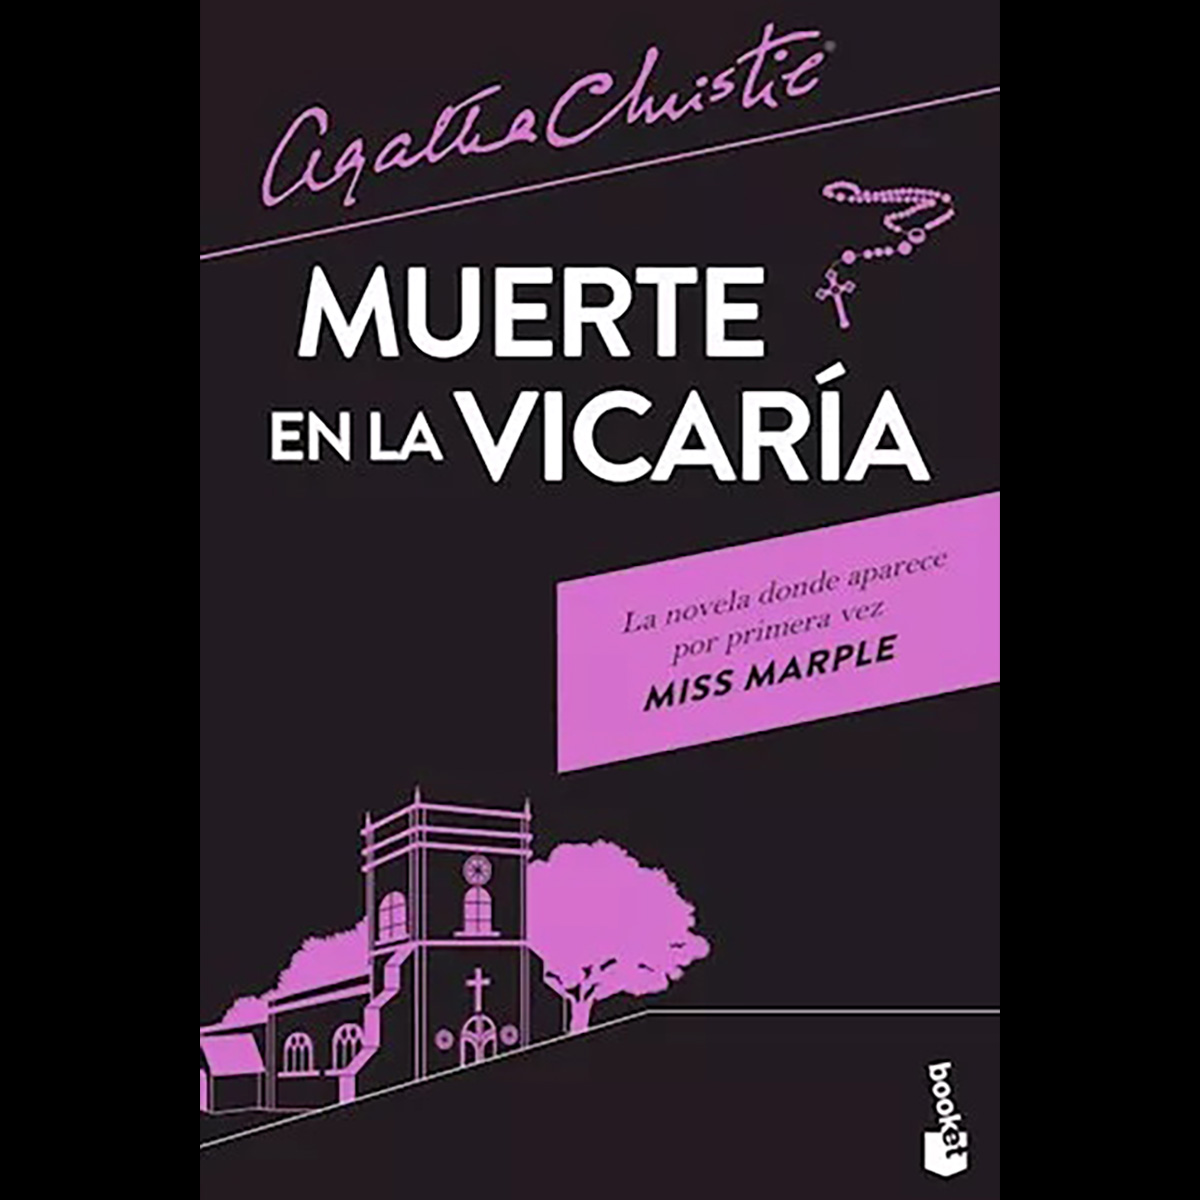 Agatha Christie
MUERTE
EN LA VICARÍA
La novela donde aparece
por primera vez
MISS MARPLE
booket